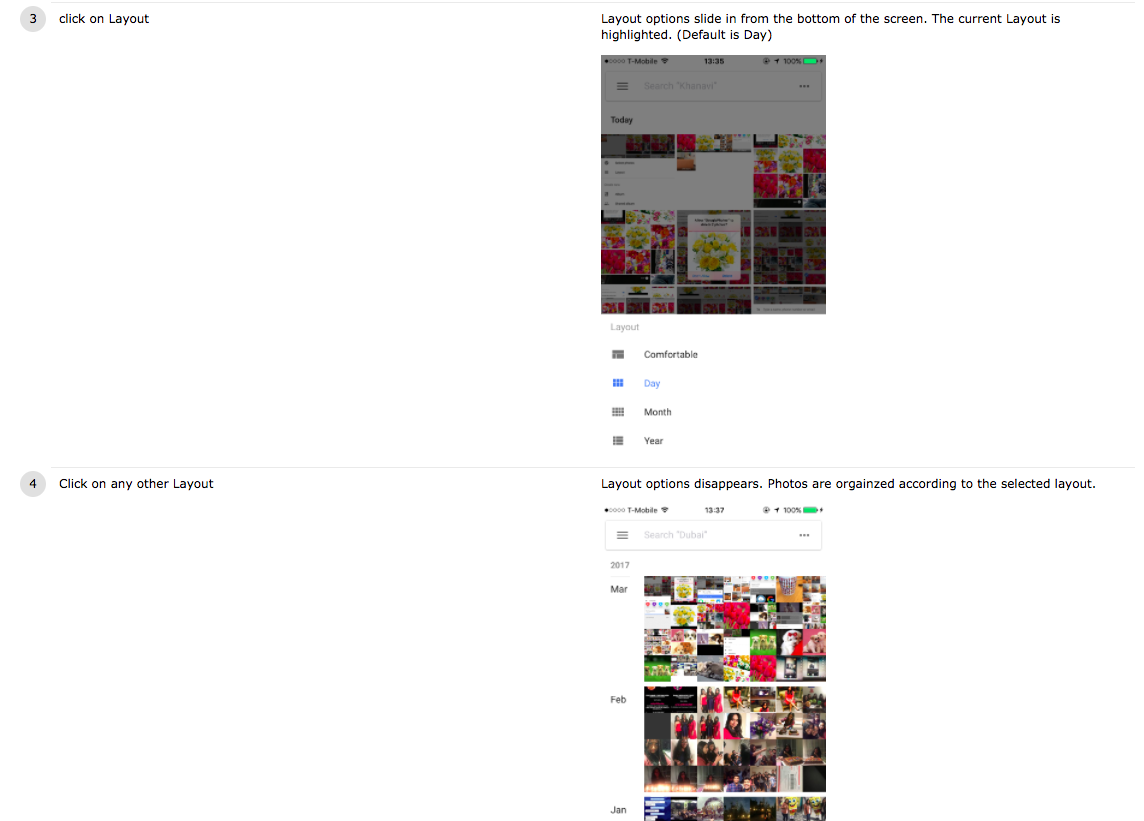 3 click on Layout
Layout options slide in from the bottom of the screen. The current Layout is
highlighted. (Default is Day)
T-Mobile 13:35 100%
Search "Khanavi"
Today
Layout
Comfortable
Day
Month
Year
4 Click on any other Layout
Layout options disappears. Photos are orgainzed according to the selected layout.
T-Mobile 13:37 100%
Search "Dubai"
2017
Mar
Feb
Jan